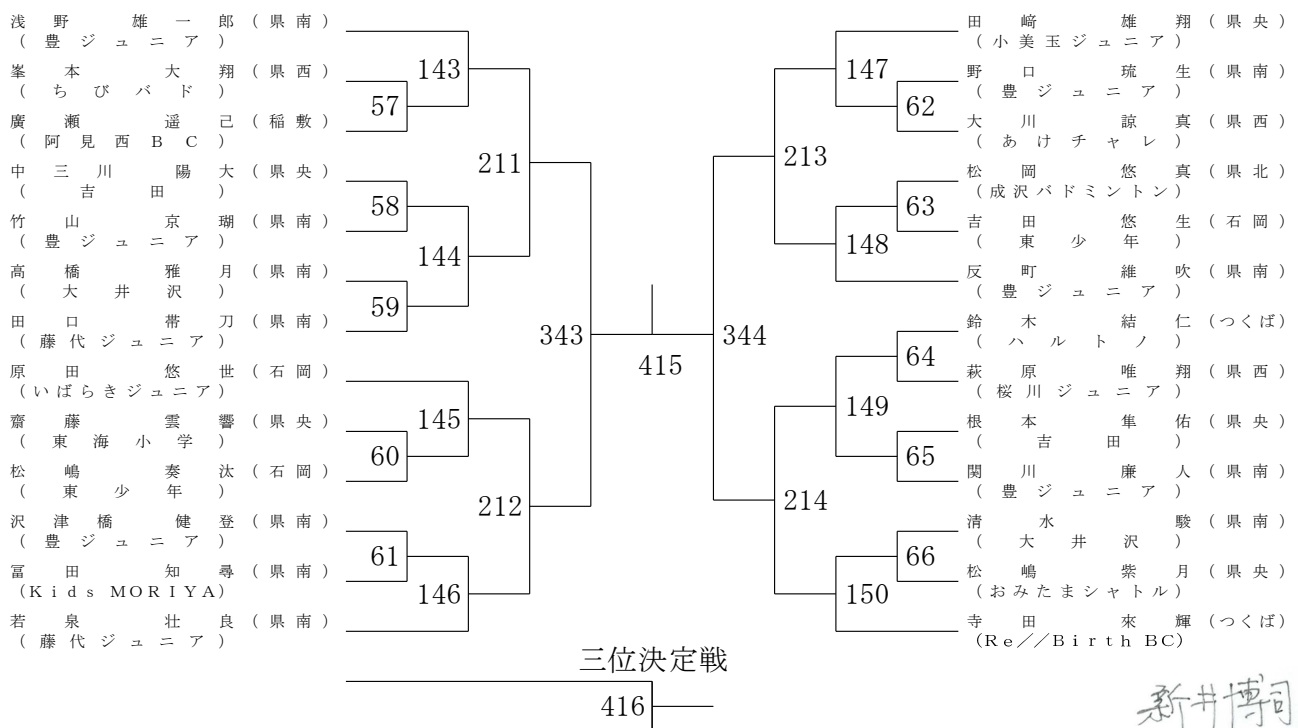 浅野 雄一郎 (県南)
(豊ジュニア)
峯本 大翔 (県西)
(ちびバド)
廣瀬 遥己 (稲敷)
(阿見西BC)
中三川 陽大 (県央)
(吉田)
竹山 京瑚 (県南)
(豊ジュニア)
高橋 雅月 (県南)
(大井沢)
田口 帯刀 (県南)
(藤代ジュニア)
原田 悠世 (石岡)
(いばらきジュニア)
齋藤 雲響 (県央)
(東海小学)
松嶋 奏汰 (石岡)
(東少年)
沢津橋 健登 (県南)
(豊ジュニア)
冨田 知尋 (県南)
(Kids MORIYA)
若泉 壮良 (県南)
(藤代ジュニア)
143
57
211
58
144
59
343
145
60
212
61
146
415
147
62
213
63
148
344
64
149
65
214
66
150
田﨑 雄翔 (県央)
(小美玉ジュニア)
野口 琉生 (県南)
(豊ジュニア)
大川 諒真 (県西)
(あけチャレ)
松岡 悠真 (県北)
(成沢バドミントン)
吉田 悠生 (石岡)
(東少年)
反町 維吹 (県南)
(豊ジュニア)
鈴木 結仁 (つくば)
(ハルトノ)
萩原 唯翔 (県西)
(桜川ジュニア)
根本 隼佑 (県央)
(吉田)
関川 廉人 (県南)
(豊ジュニア)
清水 駿 (県南)
(大井沢)
松嶋 紫月 (県央)
(おみたまシャトル)
寺田 來輝 (つくば)
(Re//Birth BC)
三位決定戦
416
新井博司